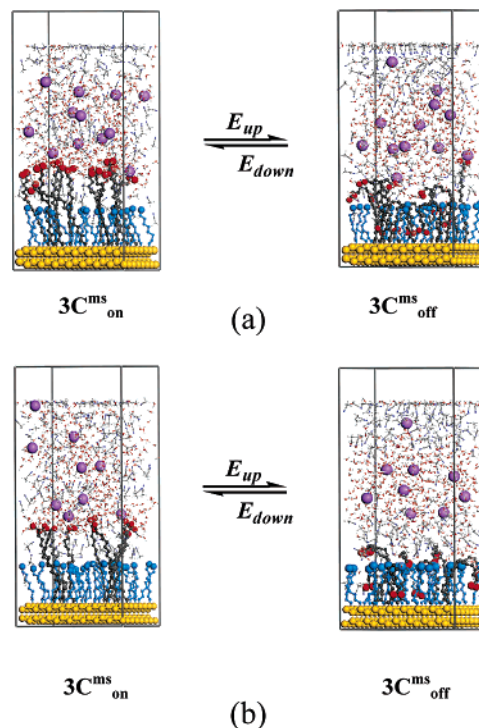 E_up
E_down
3C^ms_on
3C^ms_off
(a)
E_up
E_down
3C^ms_on
3C^ms_off
(b)